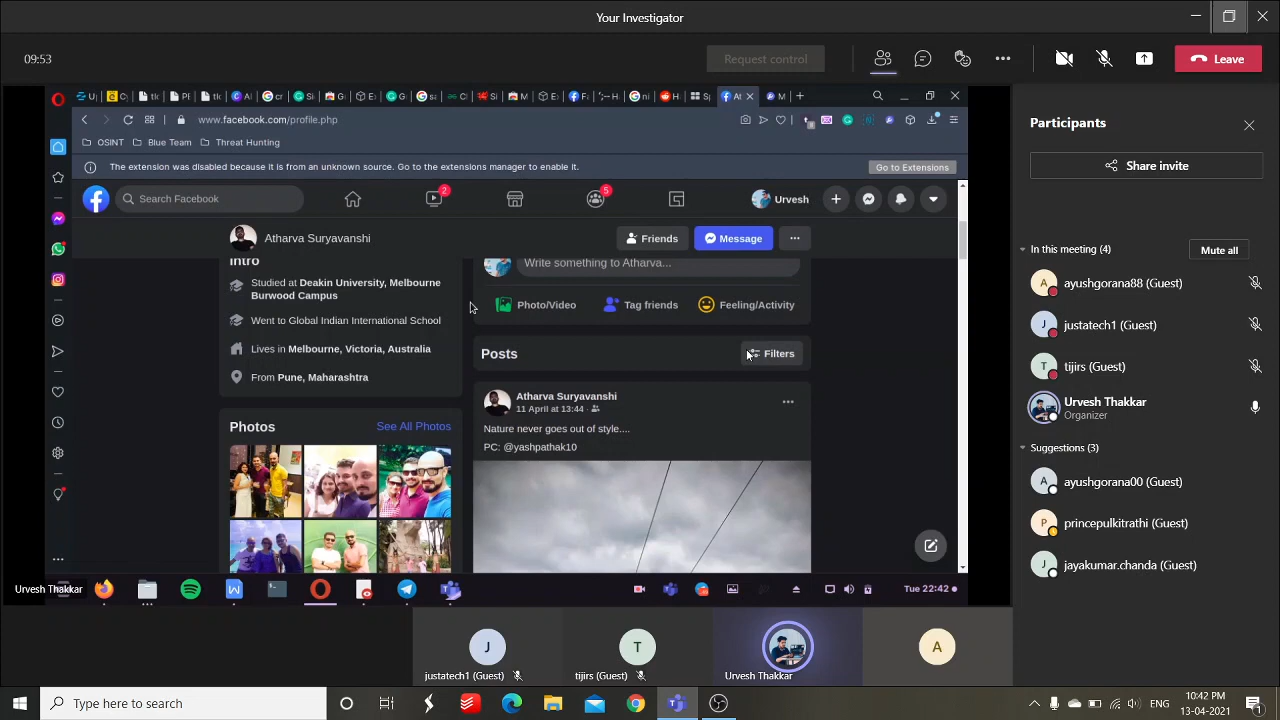 Your Investigator
09:53
Request control
Leave
www.facebook.com/profile.php
OSINT
Blue Team
Threat Hunting
The extension was disabled because it is from an unknown source. Go to the extensions manager to enable it.
Go to Extensions
Search Facebook
2
5
Urvesh
Atharva Suryavanshi
Friends
Message
Intro
Write something to Atharva...
Studied at Deakin University, Melbourne
Burwood Campus
Went to Global Indian International School
Lives in Melbourne, Victoria, Australia
From Pune, Maharashtra
Photo/Video
Tag friends
Feeling/Activity
Posts
Filters
Photos
See All Photos
Atharva Suryavanshi
11 April at 13:44
Nature never goes out of style....
PC: @yashpathak10
Urvesh Thakkar
Tue 22:42
Participants
Share invite
In this meeting (4)
Mute all
A
ayushgorana88 (Guest)
J
justatech1 (Guest)
T
tijirs (Guest)
Urvesh Thakkar
Organizer
Suggestions (3)
A
ayushgorana00 (Guest)
P
princepulkitrathi (Guest)
J
jayakumar.chanda (Guest)
J
justatech1 (Guest)
T
tijirs (Guest)
Urvesh Thakkar
A
Type here to search
ENG
10:42 PM
13-04-2021